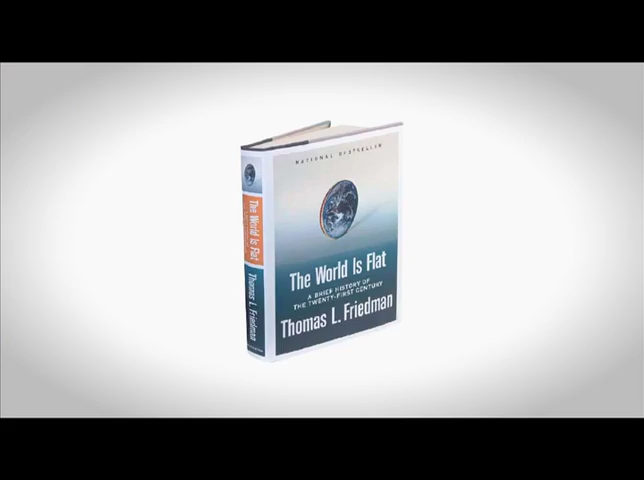 NATIONAL BESTSELLER
The World Is Flat
A BRIEF HISTORY OF
THE TWENTY-FIRST CENTURY
Thomas L. Friedman
The World Is Flat
Thomas L. Friedman